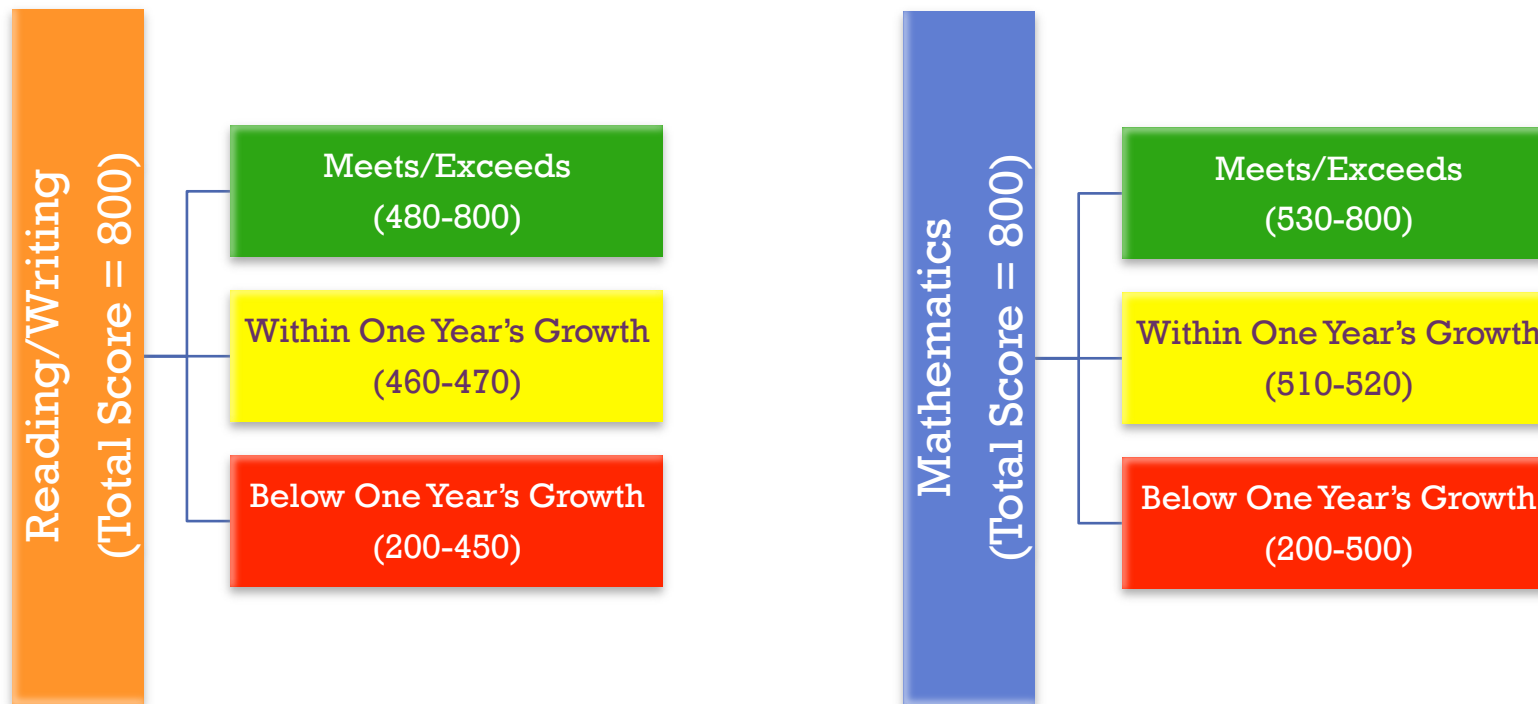 Reading/Writing
(Total Score = 800)
Meets/Exceeds
(480-800)
Within One Year’s Growth
(460-470)
Below One Year’s Growth
(200-450)
Mathematics
(Total Score = 800)
Meets/Exceeds
(530-800)
Within One Year’s Growth
(510-520)
Below One Year’s Growth
(200-500)